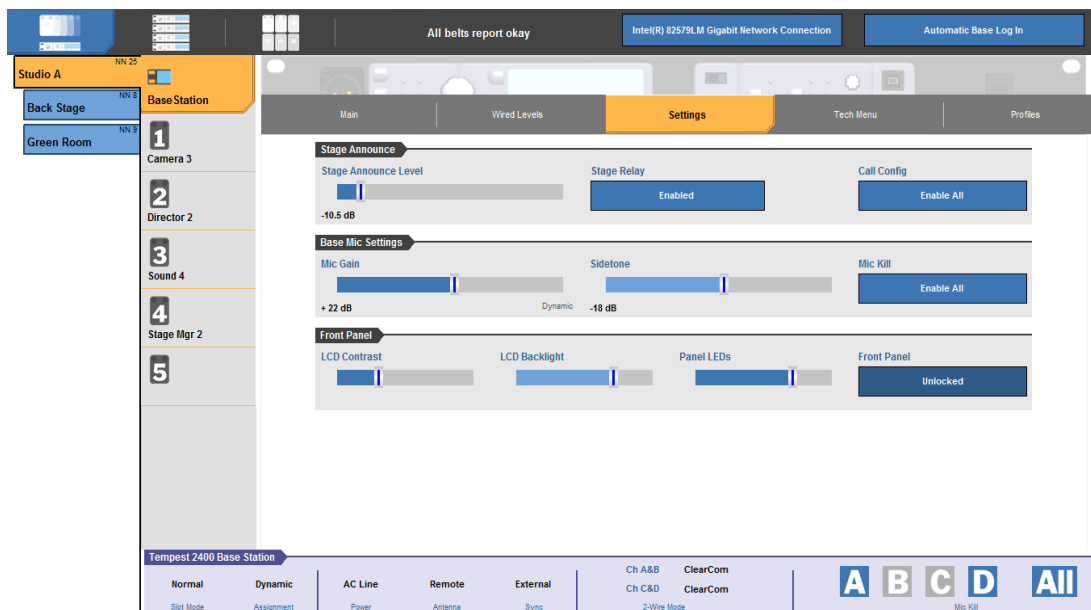 All belts report okay
Intel(R) 82579LM Gigabit Network Connection
Automatic Base Log In
NN 25
Studio A
NN 8
Back Stage
NN 9
Green Room
BaseStation
1
Camera 3
2
Director 2
3
Sound 4
4
Stage Mgr 2
5
Main
Wired Levels
Settings
Tech Menu
Profiles
Stage Announce
Stage Announce Level
Stage Relay
Call Config
Enabled
Enable All
-10.5 dB
Base Mic Settings
Mic Gain
Sidetone
Mic Kill
Enable All
+ 22 dB
Dynamic
-18 dB
Front Panel
LCD Contrast
LCD Backlight
Panel LEDs
Front Panel
Unlocked
Tempest 2400 Base Station
Normal
Dynamic
AC Line
Remote
External
Ch A&B ClearCom
Ch C&D ClearCom
A B C D All
Slot Mode
Assignment
Power
Antenna
Sync
2-Wire Mode
Mic Kill